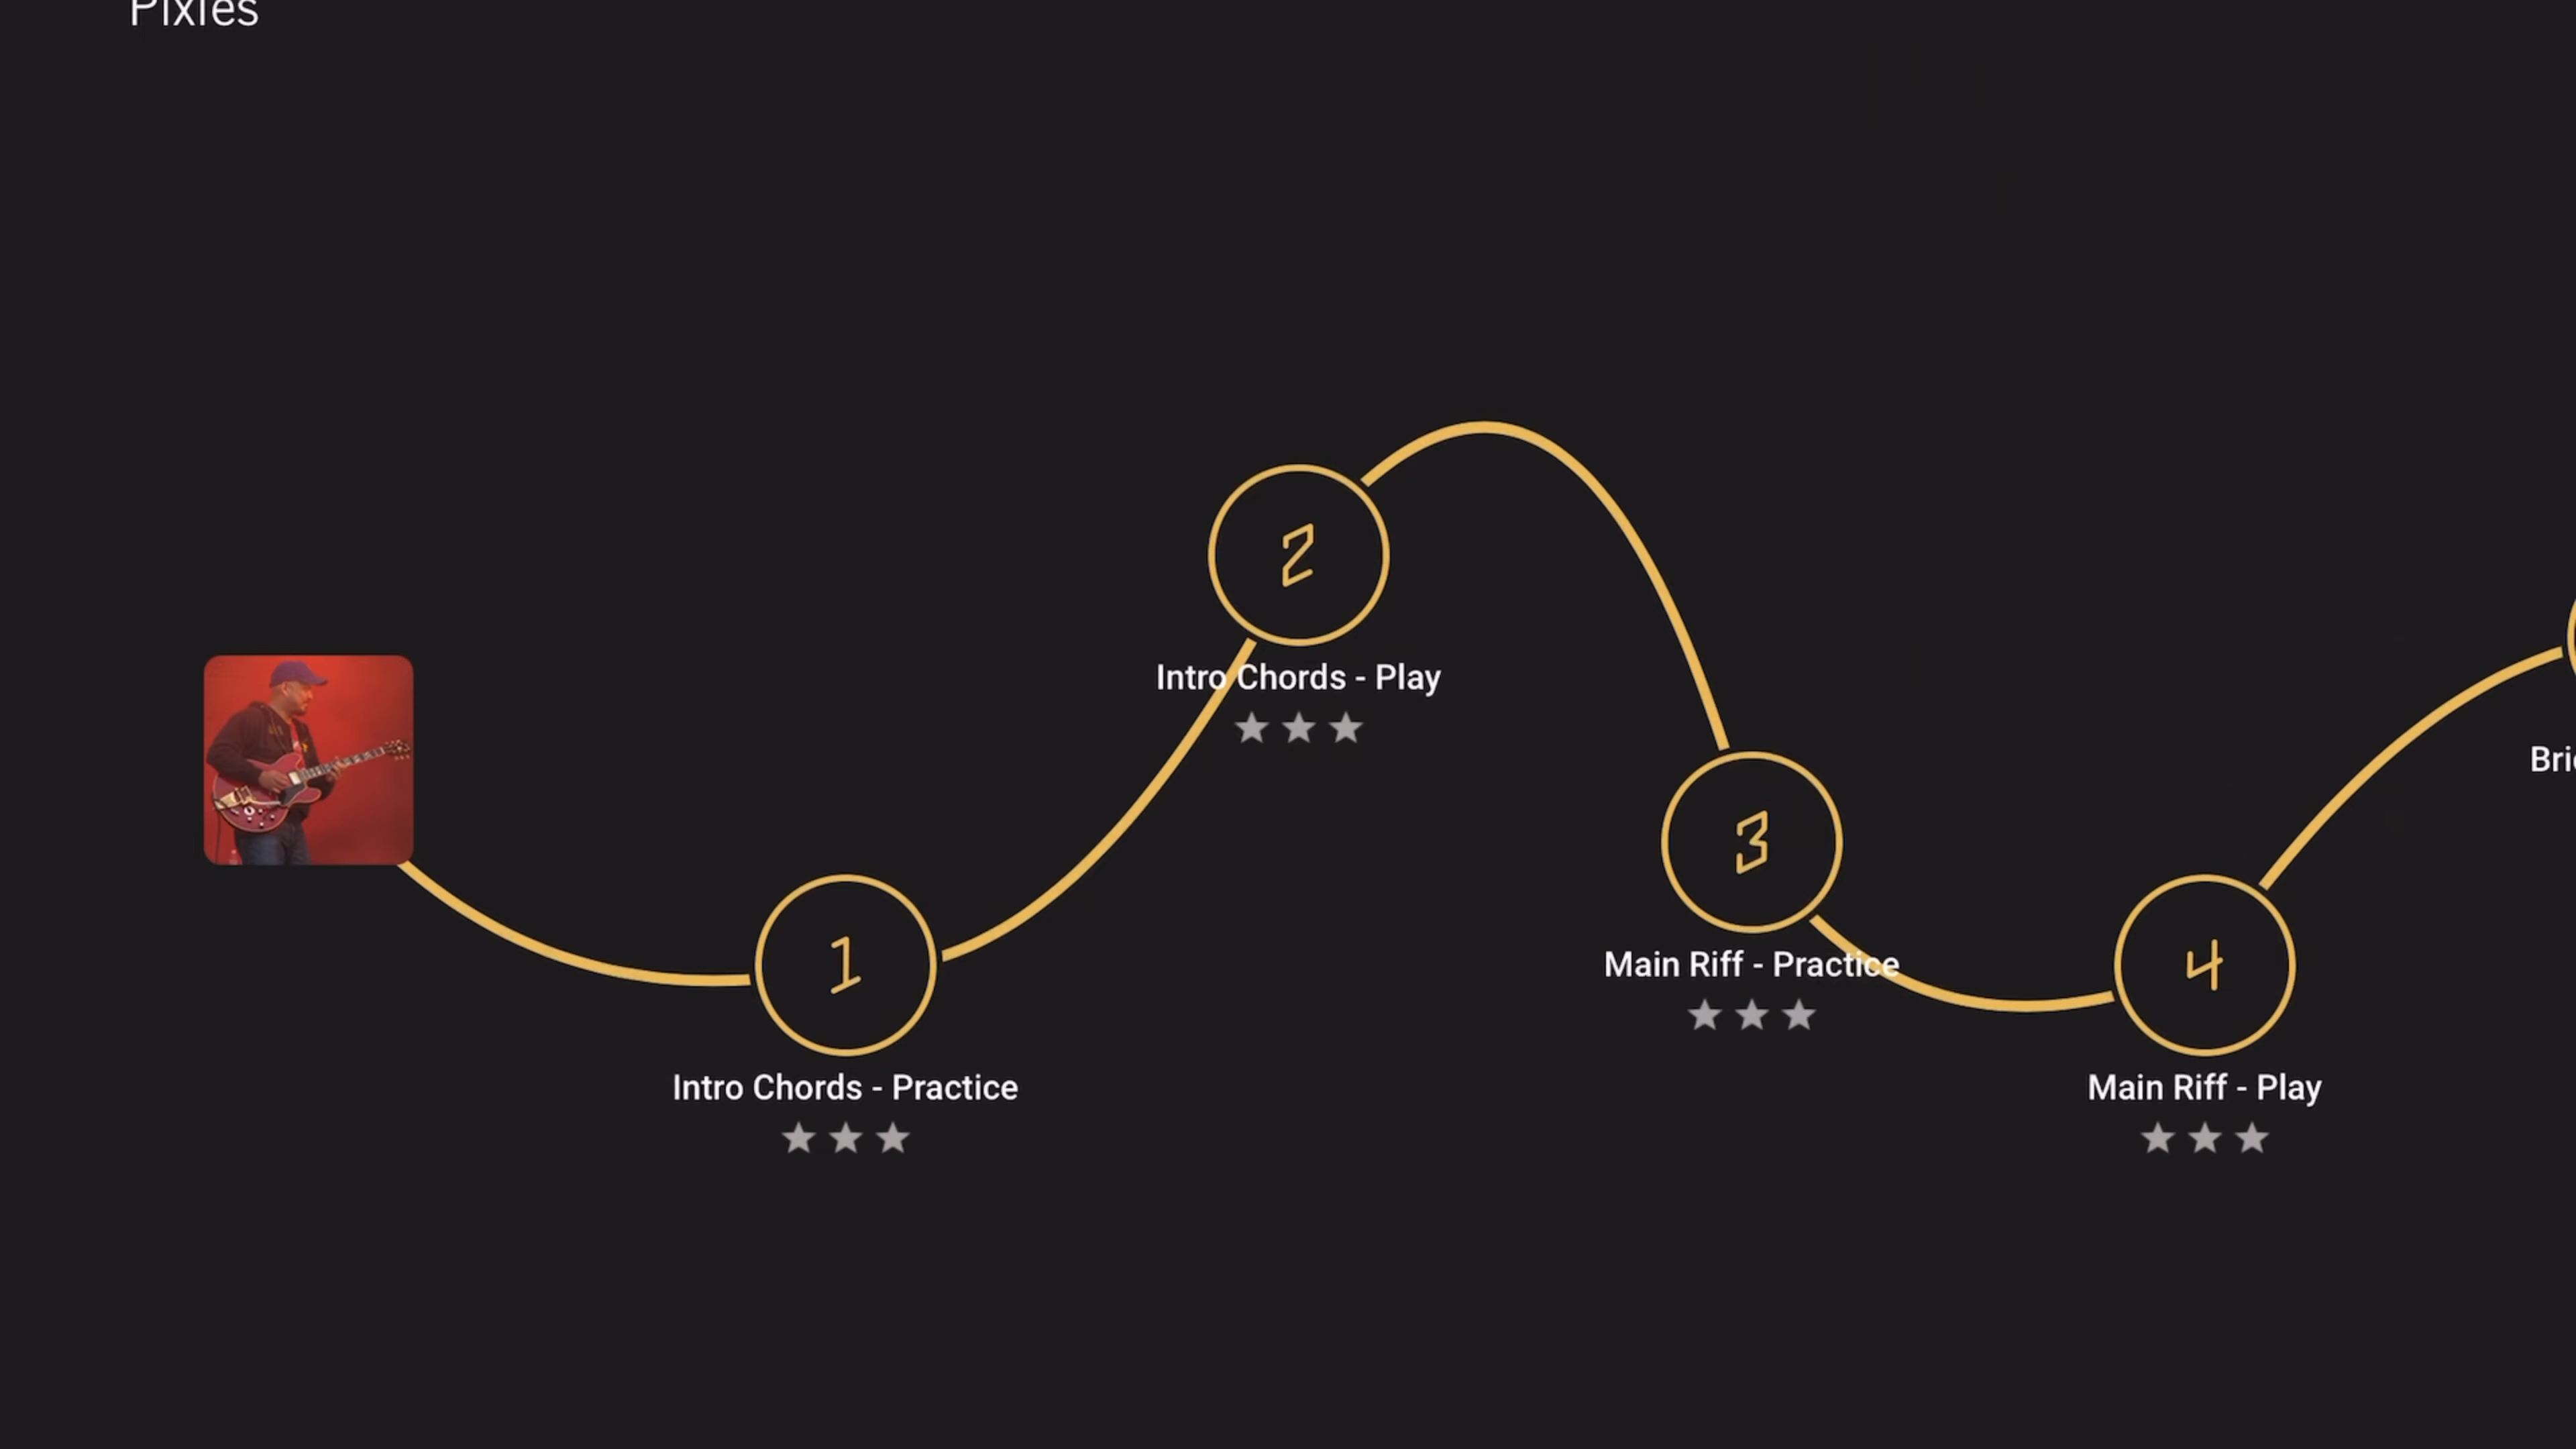 Pixies
2
Intro Chords - Play
3
Main Riff - Practice
1
Intro Chords - Practice
4
Main Riff - Play